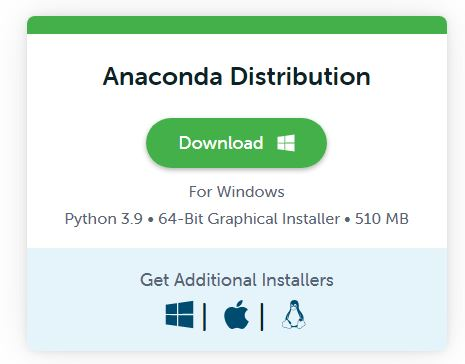 Anaconda Distribution
Download
For Windows
Python 3.9 • 64-Bit Graphical Installer • 510 MB
Get Additional Installers
| |